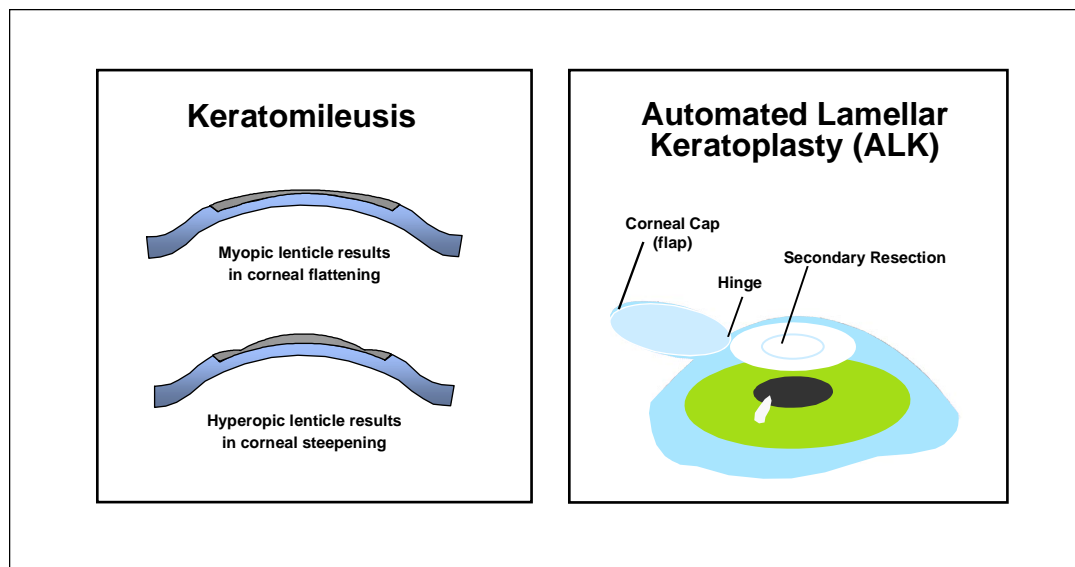 Keratomileusis
Myopic lenticle results
in corneal flattening
Hyperopic lenticle results
in corneal steepening
Automated Lamellar
Keratoplasty (ALK)
Corneal Cap
(flap)
Hinge
Secondary Resection